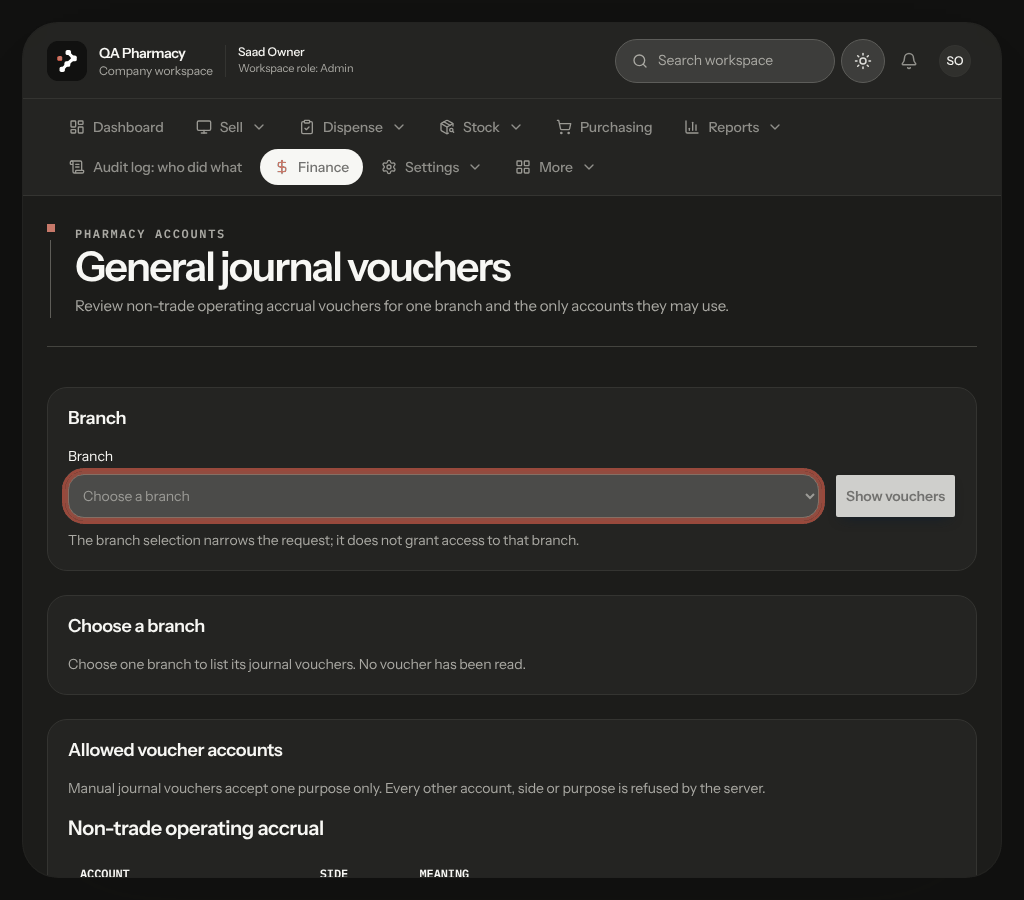 QA Pharmacy
Company workspace
Saad Owner
Workspace role: Admin
Search workspace
SO
Dashboard
Sell
Dispense
Stock
Purchasing
Reports
Audit log: who did what
Finance
Settings
More
PHARMACY ACCOUNTS
General journal vouchers
Review non-trade operating accrual vouchers for one branch and the only accounts they may use.
Branch
Branch
Choose a branch
Show vouchers
The branch selection narrows the request; it does not grant access to that branch.
Choose a branch
Choose one branch to list its journal vouchers. No voucher has been read.
Allowed voucher accounts
Manual journal vouchers accept one purpose only. Every other account, side or purpose is refused by the server.
Non-trade operating accrual
ACCOUNT SIDE MEANING